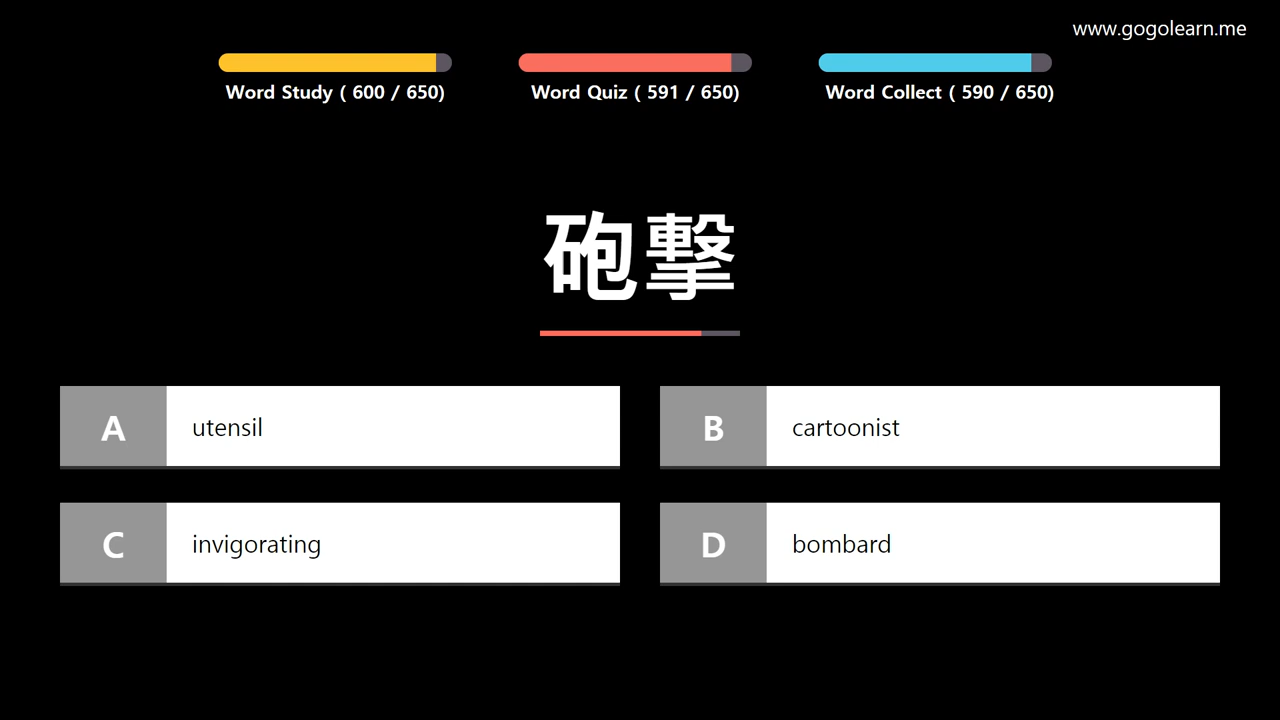 www.gogolearn.me
Word Study ( 600 / 650)
Word Quiz ( 591 / 650)
Word Collect ( 590 / 650)
砲擊
A utensil
B cartoonist
C invigorating
D bombard